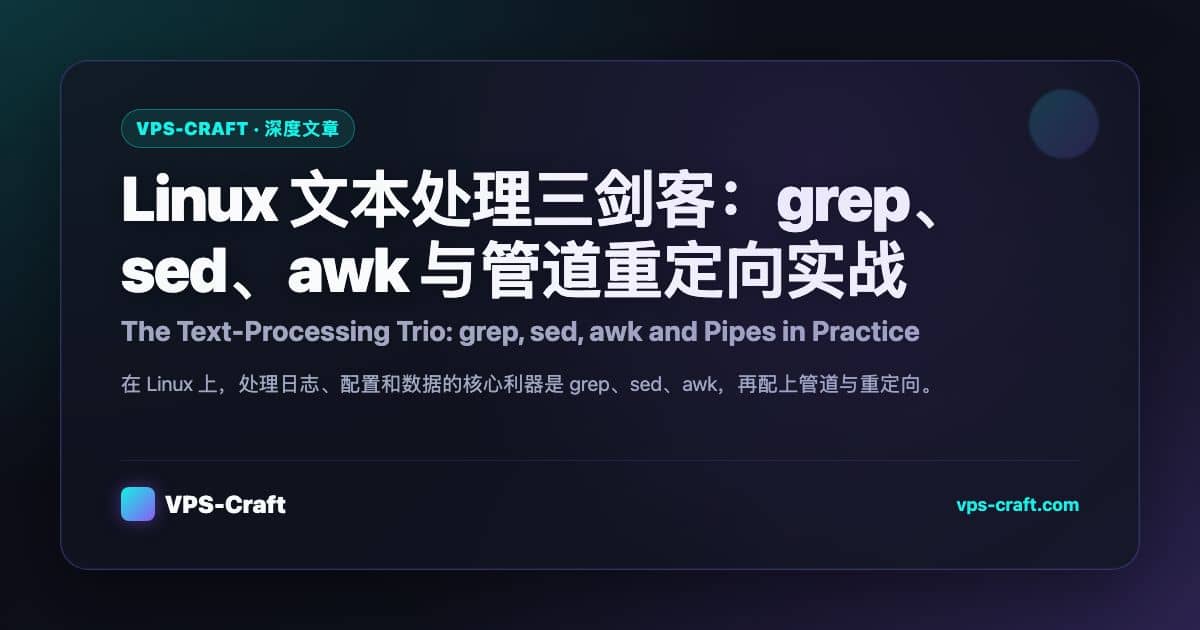 VPS-CRAFT · 深度文章
Linux 文本处理三剑客：grep、
sed、awk 与管道重定向实战
The Text-Processing Trio: grep, sed, awk and Pipes in Practice
在 Linux 上，处理日志、配置和数据的核心利器是 grep、sed、awk，再配上管道与重定向。
VPS-Craft
vps-craft.com